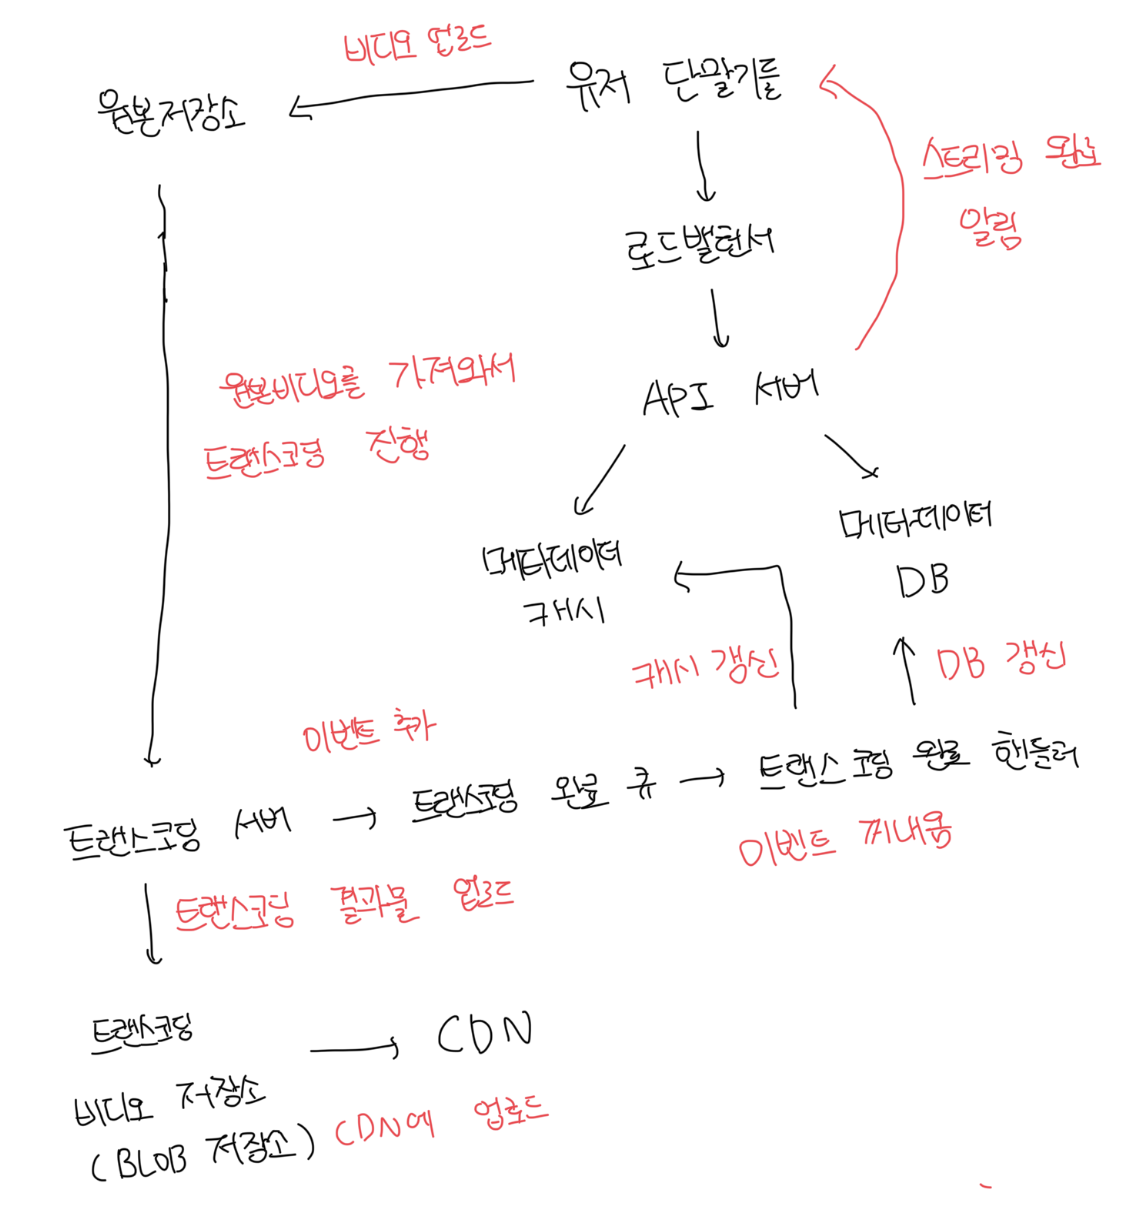 비디오 업로드
원본저장소
유저 단말기들
스트리밍 완료
알림
로드밸런서
원본비디오를 가져와서
트랜스코딩 진행
API 서버
메타데이터
캐시
메타데이터
DB
캐시 갱신
DB 갱신
이벤트 추가
트랜스코딩 서버
트랜스코딩 완료 큐
트랜스코딩 완료 핸들러
이벤트 꺼내옴
트랜스코딩 결과물 업로드
트랜스코딩
비디오 저장소
(BLOB 저장소)
CDN
CDN에 업로드